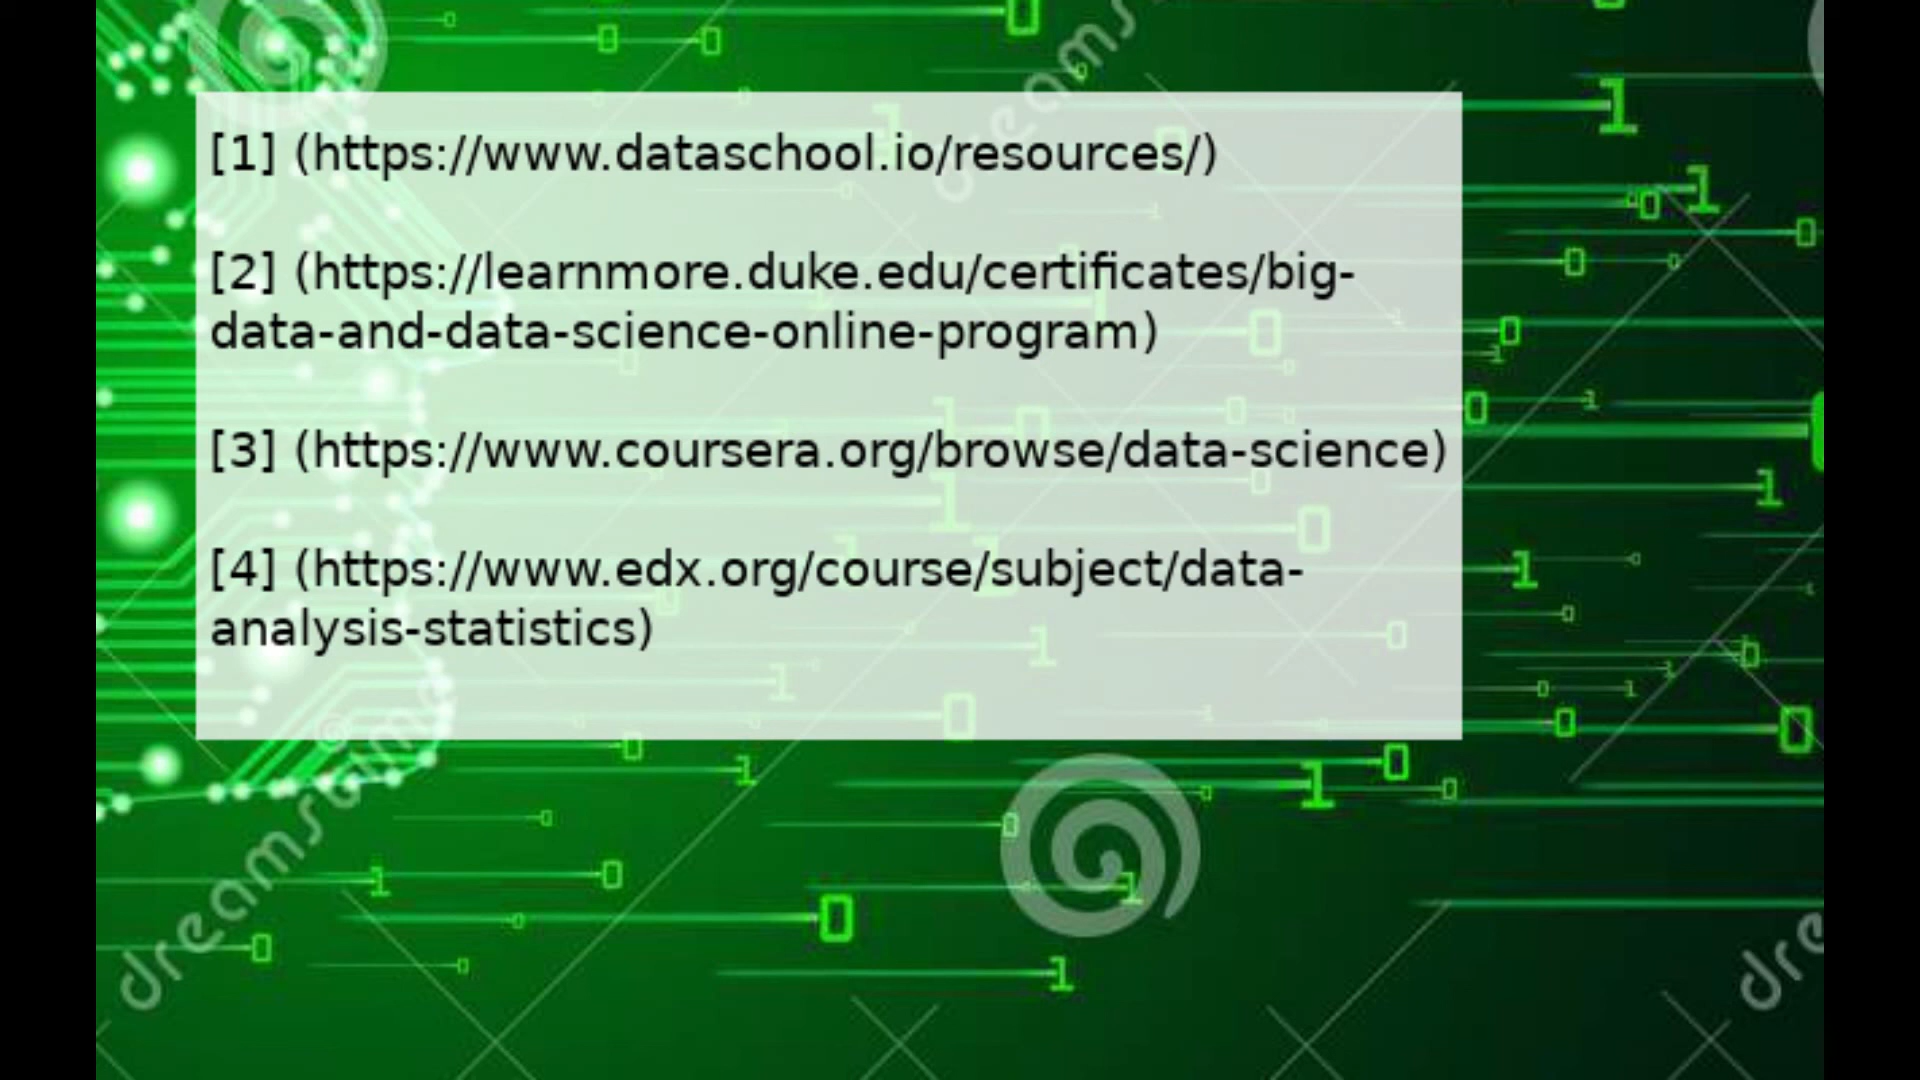 [1] (https://www.dataschool.io/resources/)
[2] (https://learnmore.duke.edu/certificates/big-
data-and-data-science-online-program)
[3] (https://www.coursera.org/browse/data-science)
[4] (https://www.edx.org/course/subject/data-
analysis-statistics)